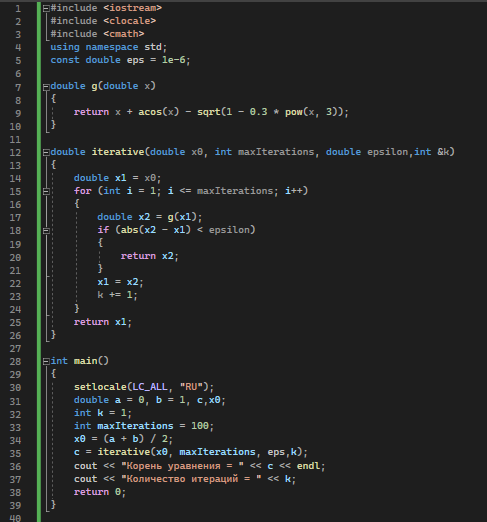 1 #include <iostream>
2 #include <clocale>
3 #include <cmath>
4 using namespace std;
5 const double eps = 1e-6;
6
7 double g(double x)
8 {
9 return x + acos(x) - sqrt(1 - 0.3 * pow(x, 3));
10 }
11
12 double iterative(double x0, int maxIterations, double epsilon,int &k)
13 {
14 double x1 = x0;
15 for (int i = 1; i <= maxIterations; i++)
16 {
17 double x2 = g(x1);
18 if (abs(x2 - x1) < epsilon)
19 {
20 return x2;
21 }
22 x1 = x2;
23 k += 1;
24 }
25 return x1;
26 }
27
28 int main()
29 {
30 setlocale(LC_ALL, "RU");
31 double a = 0, b = 1, c,x0;
32 int k = 1;
33 int maxIterations = 100;
34 x0 = (a + b) / 2;
35 c = iterative(x0, maxIterations, eps,k);
36 cout << "Корень уравнения = " << c << endl;
37 cout << "Количество итераций = " << k;
38 return 0;
39 }
40